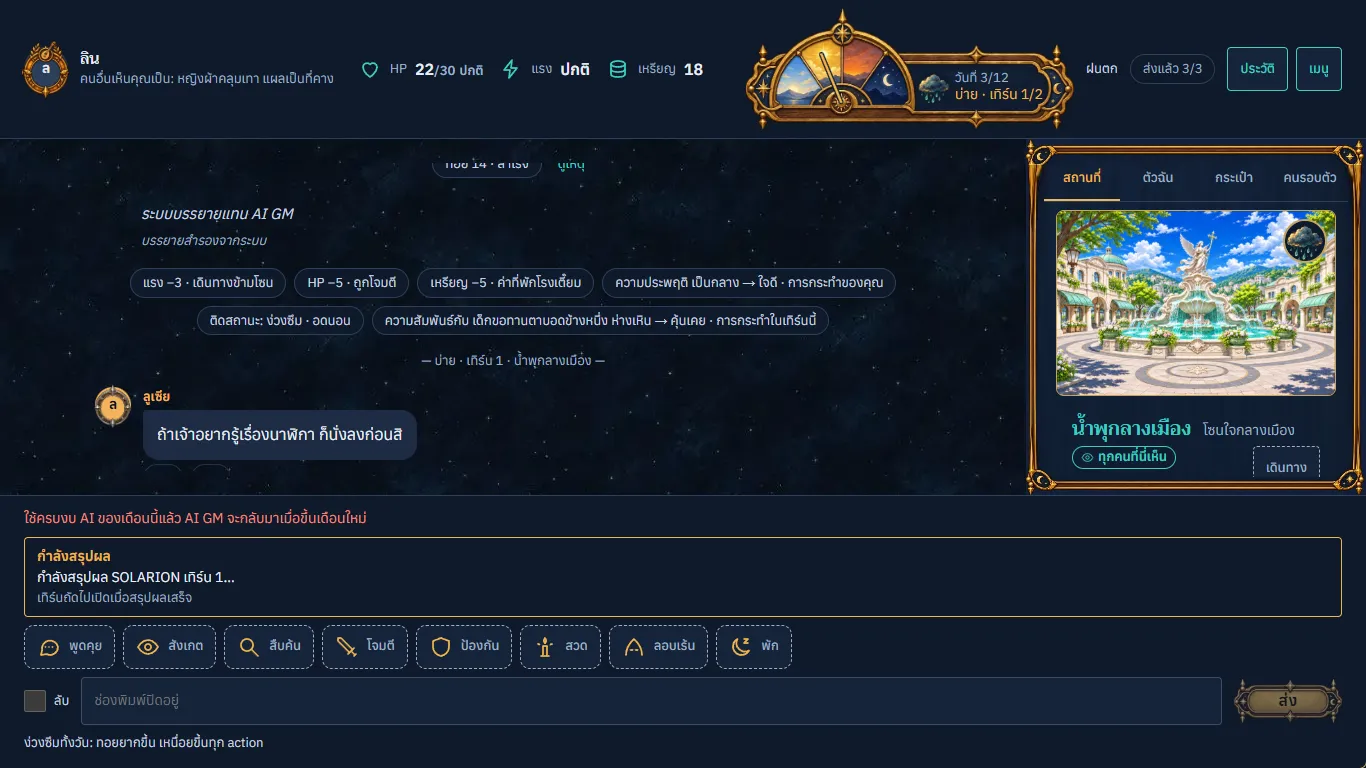 ล
ลิน
คนอื่นเห็นคุณเป็น: หญิงผ้าคลุมเทา แผลเป็นที่คาง
HP 22/30 ปกติ
แรง ปกติ
เหรียญ 18
วันที่ 3/12
บ่าย · เทิร์น 1/2
ฝนตก
ส่งแล้ว 3/3
ประวัติ
เมนู
ทอย 14 · สำเร็จ
ระบบบรรยายแทน AI GM
บรรยายสำรองจากระบบ
แรง −3 · เดินทางข้ามโซน
HP −5 · ถูกโจมตี
เหรียญ −5 · ค่าที่พักโรงเตี๊ยม
ความประพฤติ เป็นกลาง → ใจดี · การกระทำของคุณ
ติดสถานะ: ง่วงซึม · อดนอน
ความสัมพันธ์กับ เด็กขอทานตาบอดข้างหนึ่ง ห่างเหิน → คุ้นเคย · การกระทำในเทิร์นนี้
— บ่าย · เทิร์น 1 · น้ำพุกลางเมือง —
ล
ลูเซีย
ถ้าเจ้าอยากรู้เรื่องนาฬิกา ก็นั่งลงก่อนสิ
สถานที่
ตัวฉัน
กระเป๋า
คนรอบตัว
น้ำพุกลางเมือง โซนใจกลางเมือง
ทุกคนที่นี่เห็น
เดินทาง
ใช้ครบงบ AI ของเดือนนี้แล้ว AI GM จะกลับมาเมื่อขึ้นเดือนใหม่
กำลังสรุปผล
กำลังสรุปผล SOLARION เทิร์น 1...
เทิร์นถัดไปเปิดเมื่อสรุปผลเสร็จ
พูดคุย
สังเกต
สืบค้น
โจมตี
ป้องกัน
สวด
ลอบเร้น
พัก
ลับ
ช่องพิมพ์ปิดอยู่
ส่ง
ง่วงซึมทั้งวัน: ทอยยากขึ้น เหนื่อยขึ้นทุก action